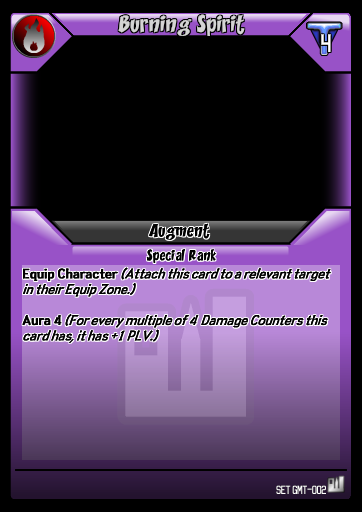 Burning Spirit
4
Augment
Special Rank
Equip Character (Attach this card to a relevant target
in their Equip Zone.)
Aura 4 (For every multiple of 4 Damage Counters this
card has, it has +1 PLV.)
SET GMT-002